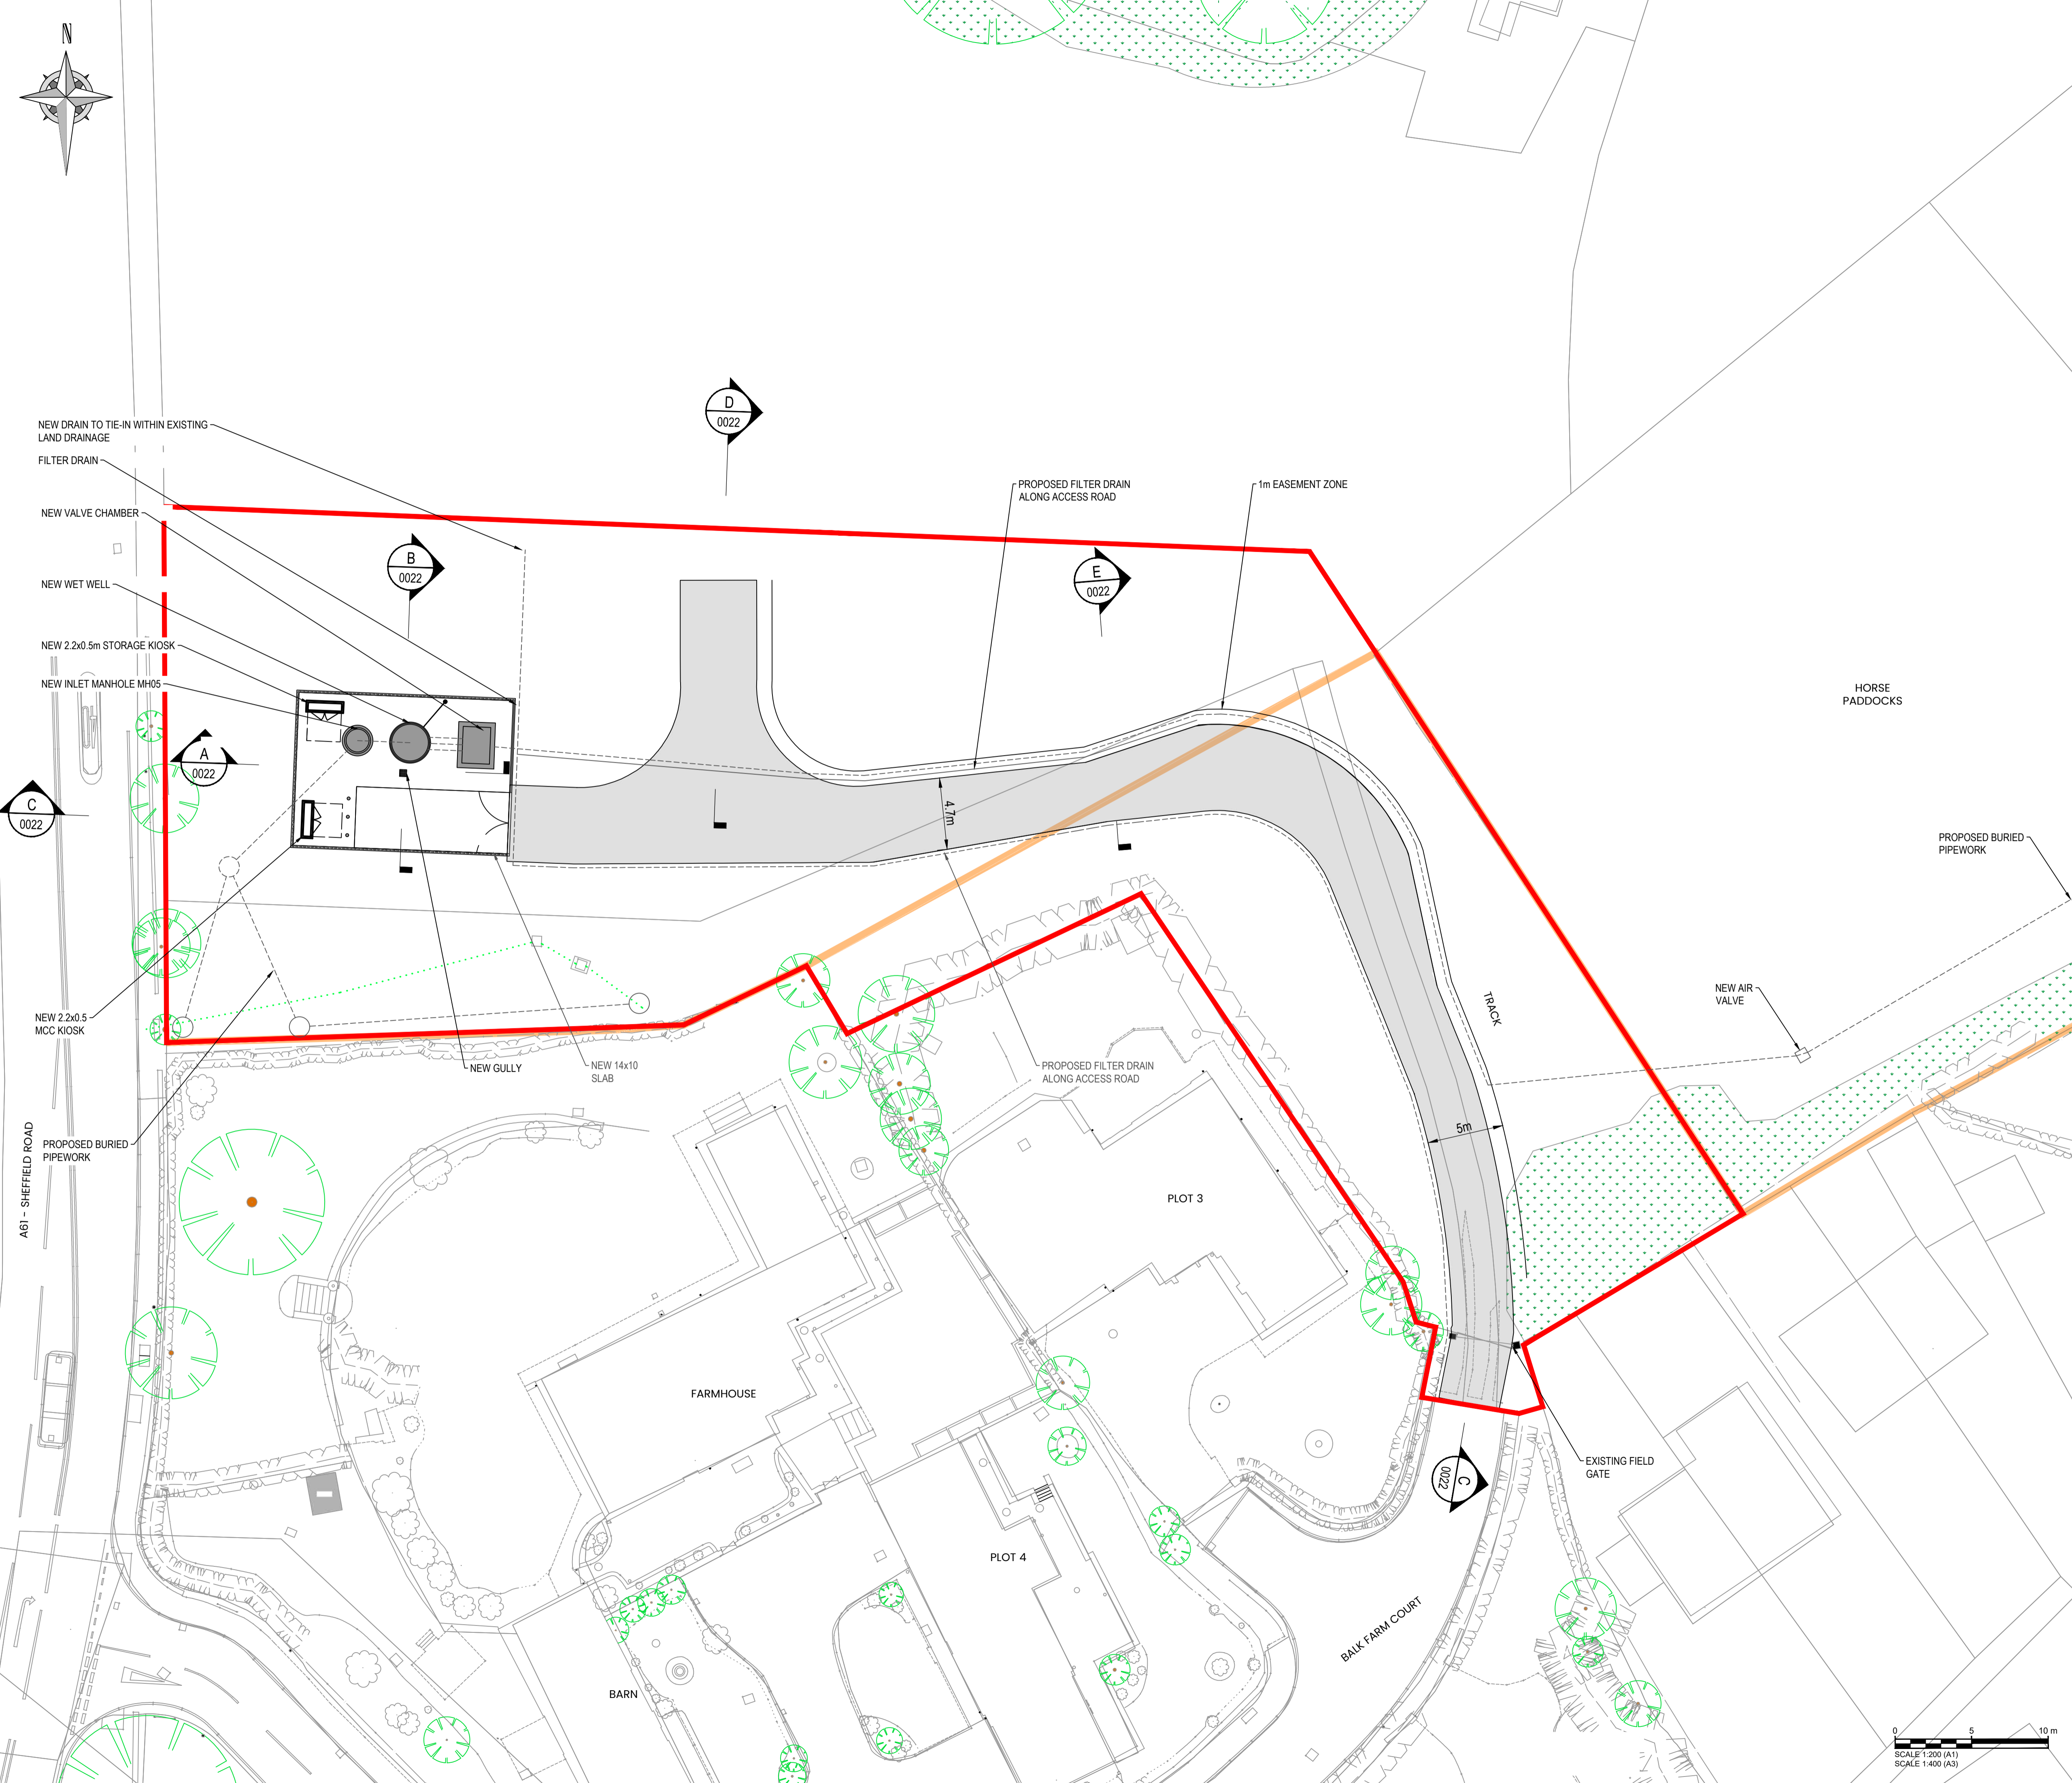 N
D
0022
NEW DRAIN TO TIE-IN WITHIN EXISTING
LAND DRAINAGE
FILTER DRAIN
NEW VALVE CHAMBER
NEW WET WELL
NEW 2.2x0.5m STORAGE KIOSK
NEW INLET MANHOLE MH05
PROPOSED FILTER DRAIN
ALONG ACCESS ROAD
1m EASEMENT ZONE
B
0022
E
0022
A
0022
C
0022
HORSE
PADDOCKS
4.7m
PROPOSED BURIED
PIPEWORK
NEW AIR
VALVE
TRACK
NEW 2.2x0.5
MCC KIOSK
NEW GULLY
NEW 14x10
SLAB
PROPOSED FILTER DRAIN
ALONG ACCESS ROAD
5m
PROPOSED BURIED
PIPEWORK
A61 - SHEFFIELD ROAD
PLOT 3
FARMHOUSE
C
0022
EXISTING FIELD
GATE
PLOT 4
BALK FARM COURT
BARN
0 5 10 m
SCALE 1:200 (A1)
SCALE 1:400 (A3)